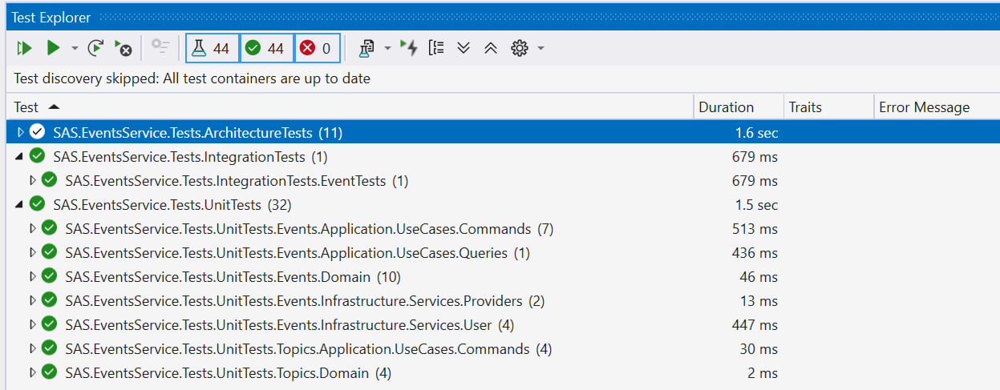 Test Explorer
44 44 0
Test discovery skipped: All test containers are up to date
Test Duration Traits Error Message
SAS.EventsService.Tests.ArchitectureTests (11) 1.6 sec
SAS.EventsService.Tests.IntegrationTests (1) 679 ms
SAS.EventsService.Tests.IntegrationTests.EventTests (1) 679 ms
SAS.EventsService.Tests.UnitTests (32) 1.5 sec
SAS.EventsService.Tests.UnitTests.Events.Application.UseCases.Commands (7) 513 ms
SAS.EventsService.Tests.UnitTests.Events.Application.UseCases.Queries (1) 436 ms
SAS.EventsService.Tests.UnitTests.Events.Domain (10) 46 ms
SAS.EventsService.Tests.UnitTests.Events.Infrastructure.Services.Providers (2) 13 ms
SAS.EventsService.Tests.UnitTests.Events.Infrastructure.Services.User (4) 447 ms
SAS.EventsService.Tests.UnitTests.Topics.Application.UseCases.Commands (4) 30 ms
SAS.EventsService.Tests.UnitTests.Topics.Domain (4) 2 ms